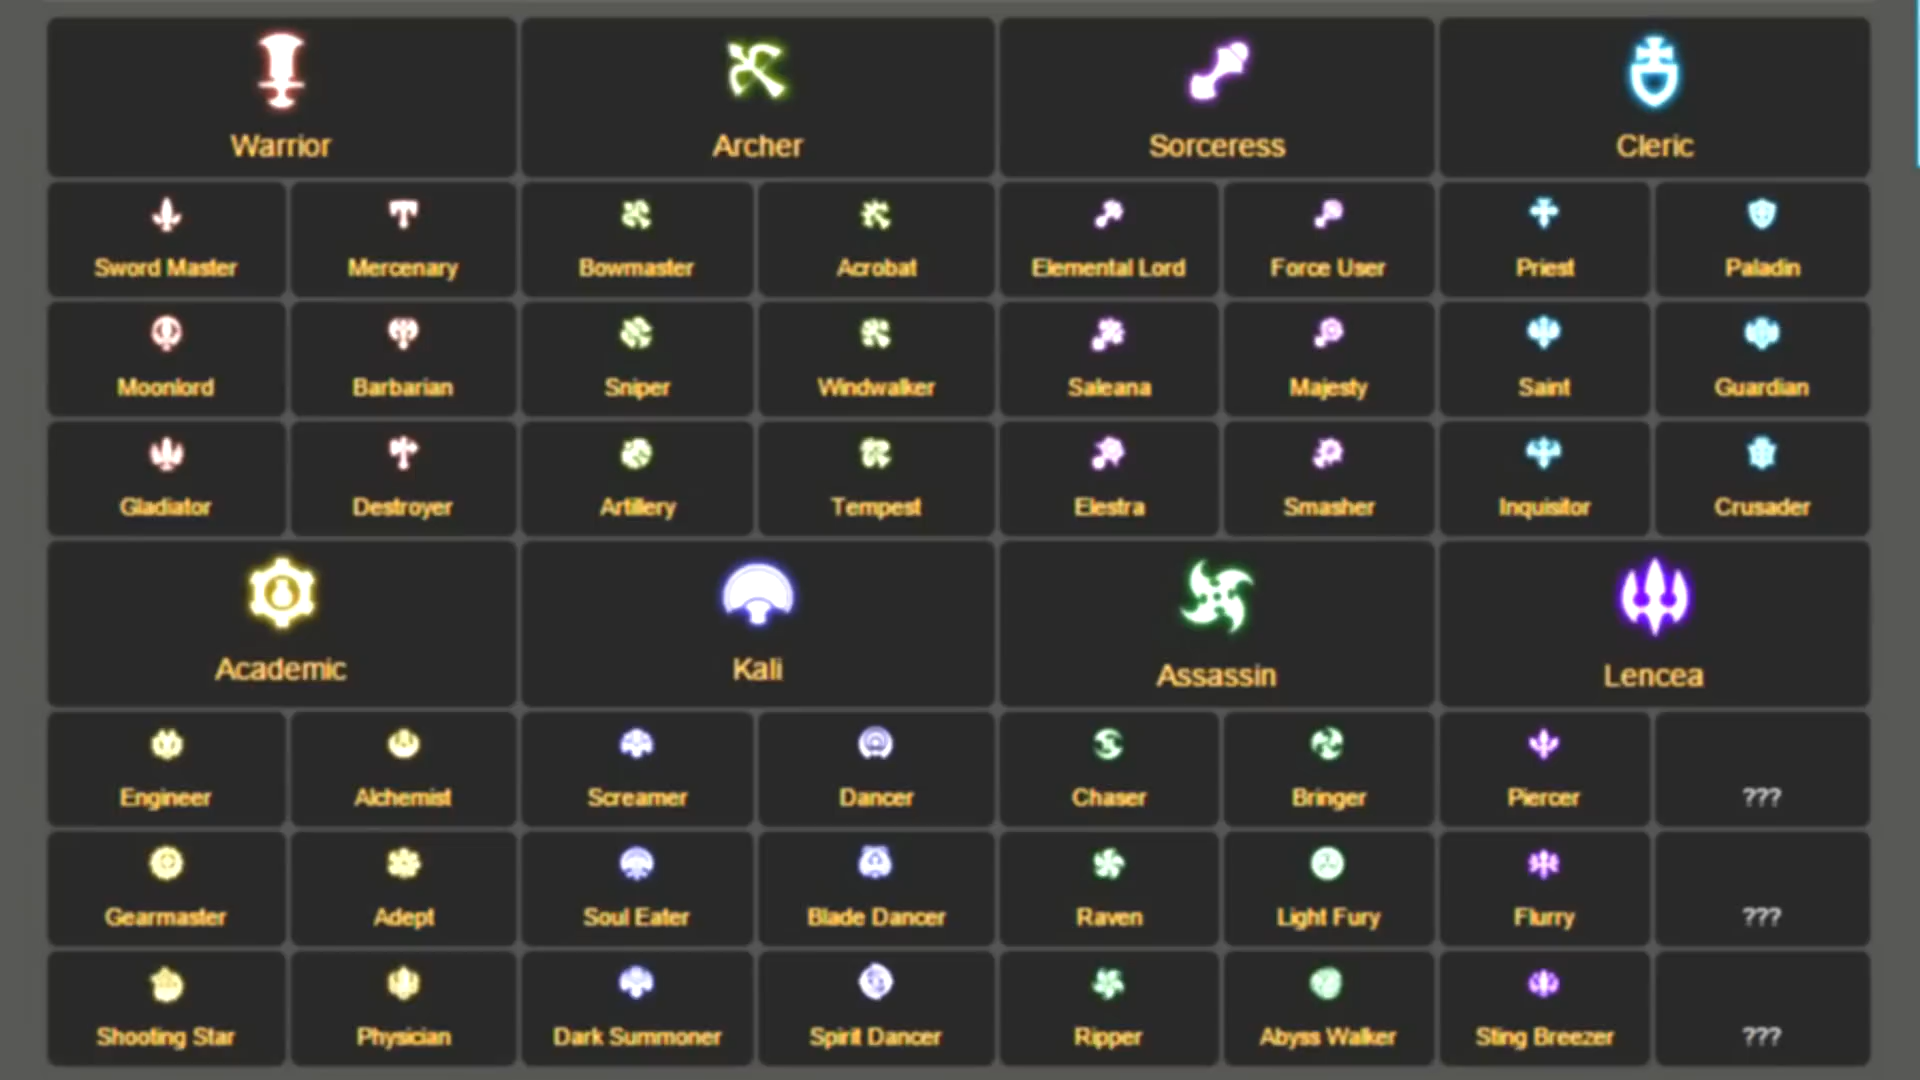 Warrior Archer Sorceress Cleric
Sword Master Mercenary Bowmaster Acrobat Elemental Lord Force User Priest Paladin
Moonlord Barbarian Sniper Windwalker Saleana Majesty Saint Guardian
Gladiator Destroyer Artillery Tempest Elestra Smasher Inquisitor Crusader
Academic Kali Assassin Lencea
Engineer Alchemist Screamer Dancer Chaser Bringer Piercer ???
Gearmaster Adept Soul Eater Blade Dancer Raven Light Fury Flurry ???
Shooting Star Physician Dark Summoner Spirit Dancer Ripper Abyss Walker Sting Breezer ???